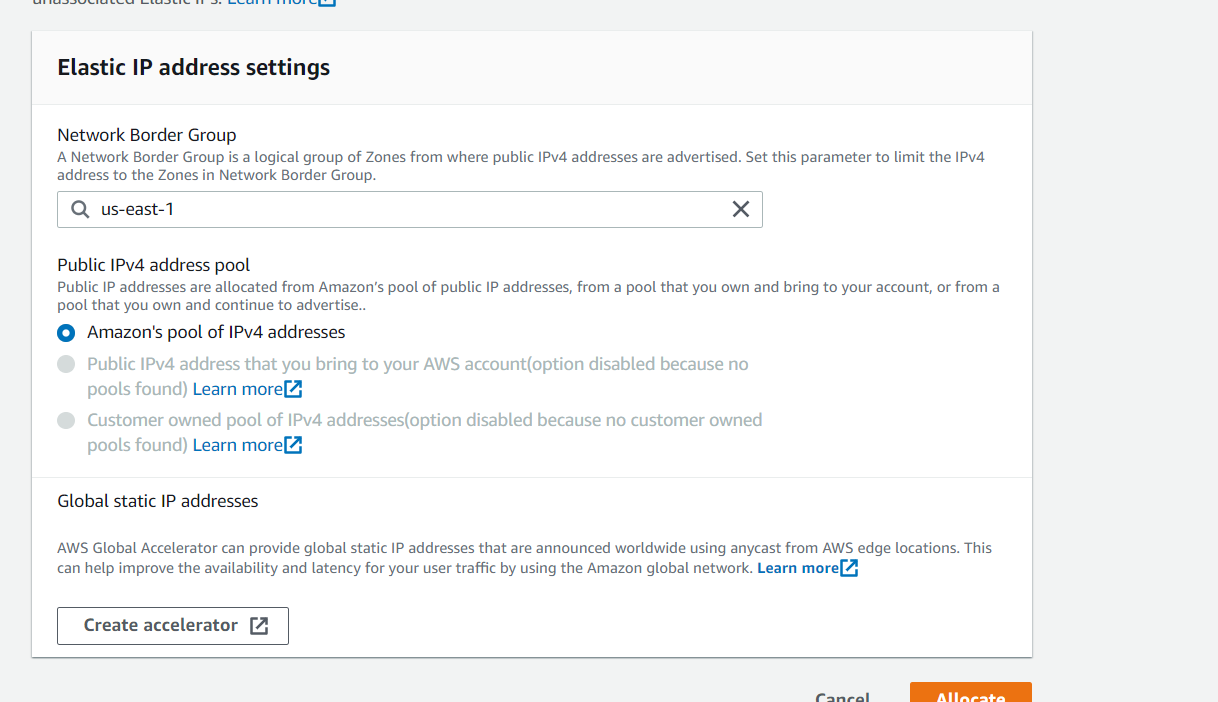 unassociated Elastic IPs. Learn more
Elastic IP address settings
Network Border Group
A Network Border Group is a logical group of Zones from where public IPv4 addresses are advertised. Set this parameter to limit the IPv4
address to the Zones in Network Border Group.
us-east-1
Public IPv4 address pool
Public IP addresses are allocated from Amazon's pool of public IP addresses, from a pool that you own and bring to your account, or from a
pool that you own and continue to advertise..
Amazon's pool of IPv4 addresses
Public IPv4 address that you bring to your AWS account(option disabled because no
pools found) Learn more
Customer owned pool of IPv4 addresses(option disabled because no customer owned
pools found) Learn more
Global static IP addresses
AWS Global Accelerator can provide global static IP addresses that are announced worldwide using anycast from AWS edge locations. This
can help improve the availability and latency for your user traffic by using the Amazon global network. Learn more
Create accelerator
Cancel Allocate